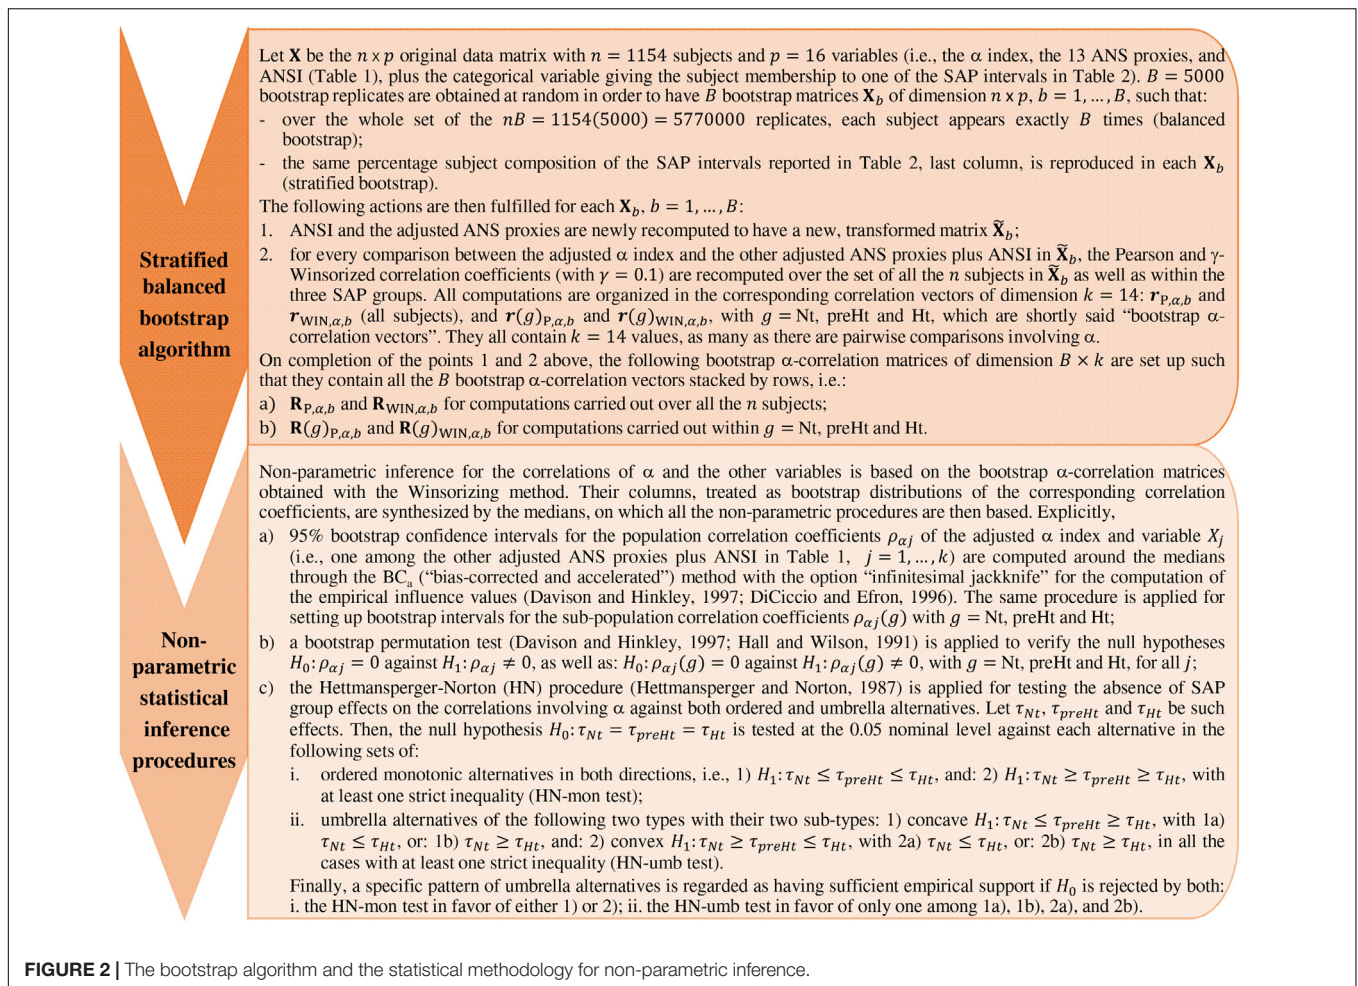 Stratified
balanced
bootstrap
algorithm
Let X be the n x p original data matrix with n = 1154 subjects and p = 16 variables (i.e., the α index, the 13 ANS proxies, and
ANSI (Table 1), plus the categorical variable giving the subject membership to one of the SAP intervals in Table 2). B = 5000
bootstrap replicates are obtained at random in order to have B bootstrap matrices X_b of dimension n x p, b = 1, ..., B, such that:
- over the whole set of the nB = 1154(5000) = 5770000 replicates, each subject appears exactly B times (balanced
bootstrap);
- the same percentage subject composition of the SAP intervals reported in Table 2, last column, is reproduced in each X_b
(stratified bootstrap).
The following actions are then fulfilled for each X_b, b = 1, ..., B:
1. ANSI and the adjusted ANS proxies are newly recomputed to have a new, transformed matrix X̃_b;
2. for every comparison between the adjusted α index and the other adjusted ANS proxies plus ANSI in X̃_b, the Pearson and γ-
Winsorized correlation coefficients (with γ = 0.1) are recomputed over the set of all the n subjects in X̃_b as well as within the
three SAP groups. All computations are organized in the corresponding correlation vectors of dimension k = 14: r_P,α,b and
r_WIN,α,b (all subjects), and r(g)_P,α,b and r(g)_WIN,α,b, with g = Nt, preHt and Ht, which are shortly said “bootstrap α-
correlation vectors”. They all contain k = 14 values, as many as there are pairwise comparisons involving α.
On completion of the points 1 and 2 above, the following bootstrap α-correlation matrices of dimension B × k are set up such
that they contain all the B bootstrap α-correlation vectors stacked by rows, i.e.:
a) R_P,α,b and R_WIN,α,b for computations carried out over all the n subjects;
b) R(g)_P,α,b and R(g)_WIN,α,b for computations carried out within g = Nt, preHt and Ht.
Non-
parametric
statistical
inference
procedures
Non-parametric inference for the correlations of α and the other variables is based on the bootstrap α-correlation matrices
obtained with the Winsorizing method. Their columns, treated as bootstrap distributions of the corresponding correlation
coefficients, are synthesized by the medians, on which all the non-parametric procedures are then based. Explicitly,
a) 95% bootstrap confidence intervals for the population correlation coefficients ρ_αj of the adjusted α index and variable X_j
(i.e., one among the other adjusted ANS proxies plus ANSI in Table 1, j = 1, ..., k) are computed around the medians
through the BC_a (“bias-corrected and accelerated”) method with the option “infinitesimal jackknife” for the computation of
the empirical influence values (Davison and Hinkley, 1997; DiCiccio and Efron, 1996). The same procedure is applied for
setting up bootstrap intervals for the sub-population correlation coefficients ρ_αj(g) with g = Nt, preHt and Ht;
b) a bootstrap permutation test (Davison and Hinkley, 1997; Hall and Wilson, 1991) is applied to verify the null hypotheses
H_0: ρ_αj = 0 against H_1: ρ_αj ≠ 0, as well as: H_0: ρ_αj(g) = 0 against H_1: ρ_αj(g) ≠ 0, with g = Nt, preHt and Ht, for all j;
c) the Hettmansperger-Norton (HN) procedure (Hettmansperger and Norton, 1987) is applied for testing the absence of SAP
group effects on the correlations involving α against both ordered and umbrella alternatives. Let τ_Nt, τ_preHt and τ_Ht be such
effects. Then, the null hypothesis H_0: τ_Nt = τ_preHt = τ_Ht is tested at the 0.05 nominal level against each alternative in the
following sets of:
i. ordered monotonic alternatives in both directions, i.e., 1) H_1: τ_Nt ≤ τ_preHt ≤ τ_Ht, and: 2) H_1: τ_Nt ≥ τ_preHt ≥ τ_Ht, with
at least one strict inequality (HN-mon test);
ii. umbrella alternatives of the following two types with their two sub-types: 1) concave H_1: τ_Nt ≤ τ_preHt ≥ τ_Ht, with 1a)
τ_Nt ≤ τ_Ht, or: 1b) τ_Nt ≥ τ_Ht, and: 2) convex H_1: τ_Nt ≥ τ_preHt ≤ τ_Ht, with 2a) τ_Nt ≤ τ_Ht, or: 2b) τ_Nt ≥ τ_Ht, in all the
cases with at least one strict inequality (HN-umb test).
Finally, a specific pattern of umbrella alternatives is regarded as having sufficient empirical support if H_0 is rejected by both:
i. the HN-mon test in favor of either 1) or 2); ii. the HN-umb test in favor of only one among 1a), 1b), 2a), and 2b).
FIGURE 2 | The bootstrap algorithm and the statistical methodology for non-parametric inference.